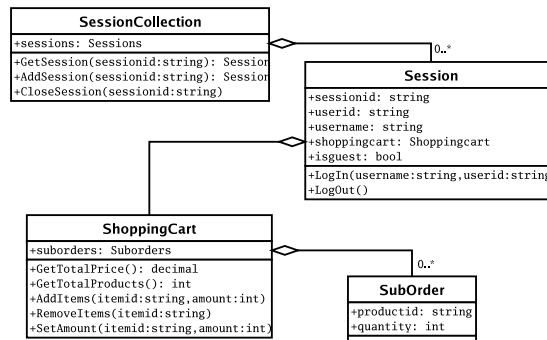 SessionCollection
+sessions: Sessions
+GetSession(sessionid:string): Session
+AddSession(sessionid:string): Session
+CloseSession(sessionid:string)
0..*
Session
+sessionid: string
+userid: string
+username: string
+shoppingcart: Shoppingcart
+isguest: bool
+LogIn(username:string,userid:string
+LogOut()
ShoppingCart
+suborders: Suborders
+GetTotalPrice(): decimal
+GetTotalProducts(): int
+AddItems(itemid:string,amount:int)
+RemoveItems(itemid:string)
+SetAmount(itemid:string,amount:int)
0..*
SubOrder
+productid: string
+quantity: int